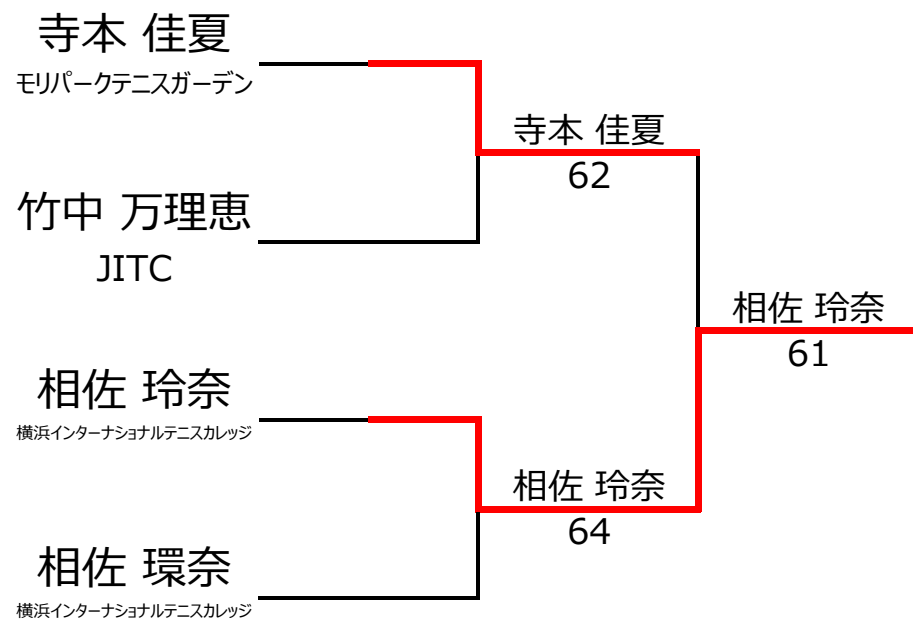 寺本 佳夏
モリパークテニスガーデン
寺本 佳夏
62
竹中 万理恵
JITC
相佐 玲奈
61
相佐 玲奈
横浜インターナショナルテニスカレッジ
相佐 玲奈
64
相佐 環奈
横浜インターナショナルテニスカレッジ